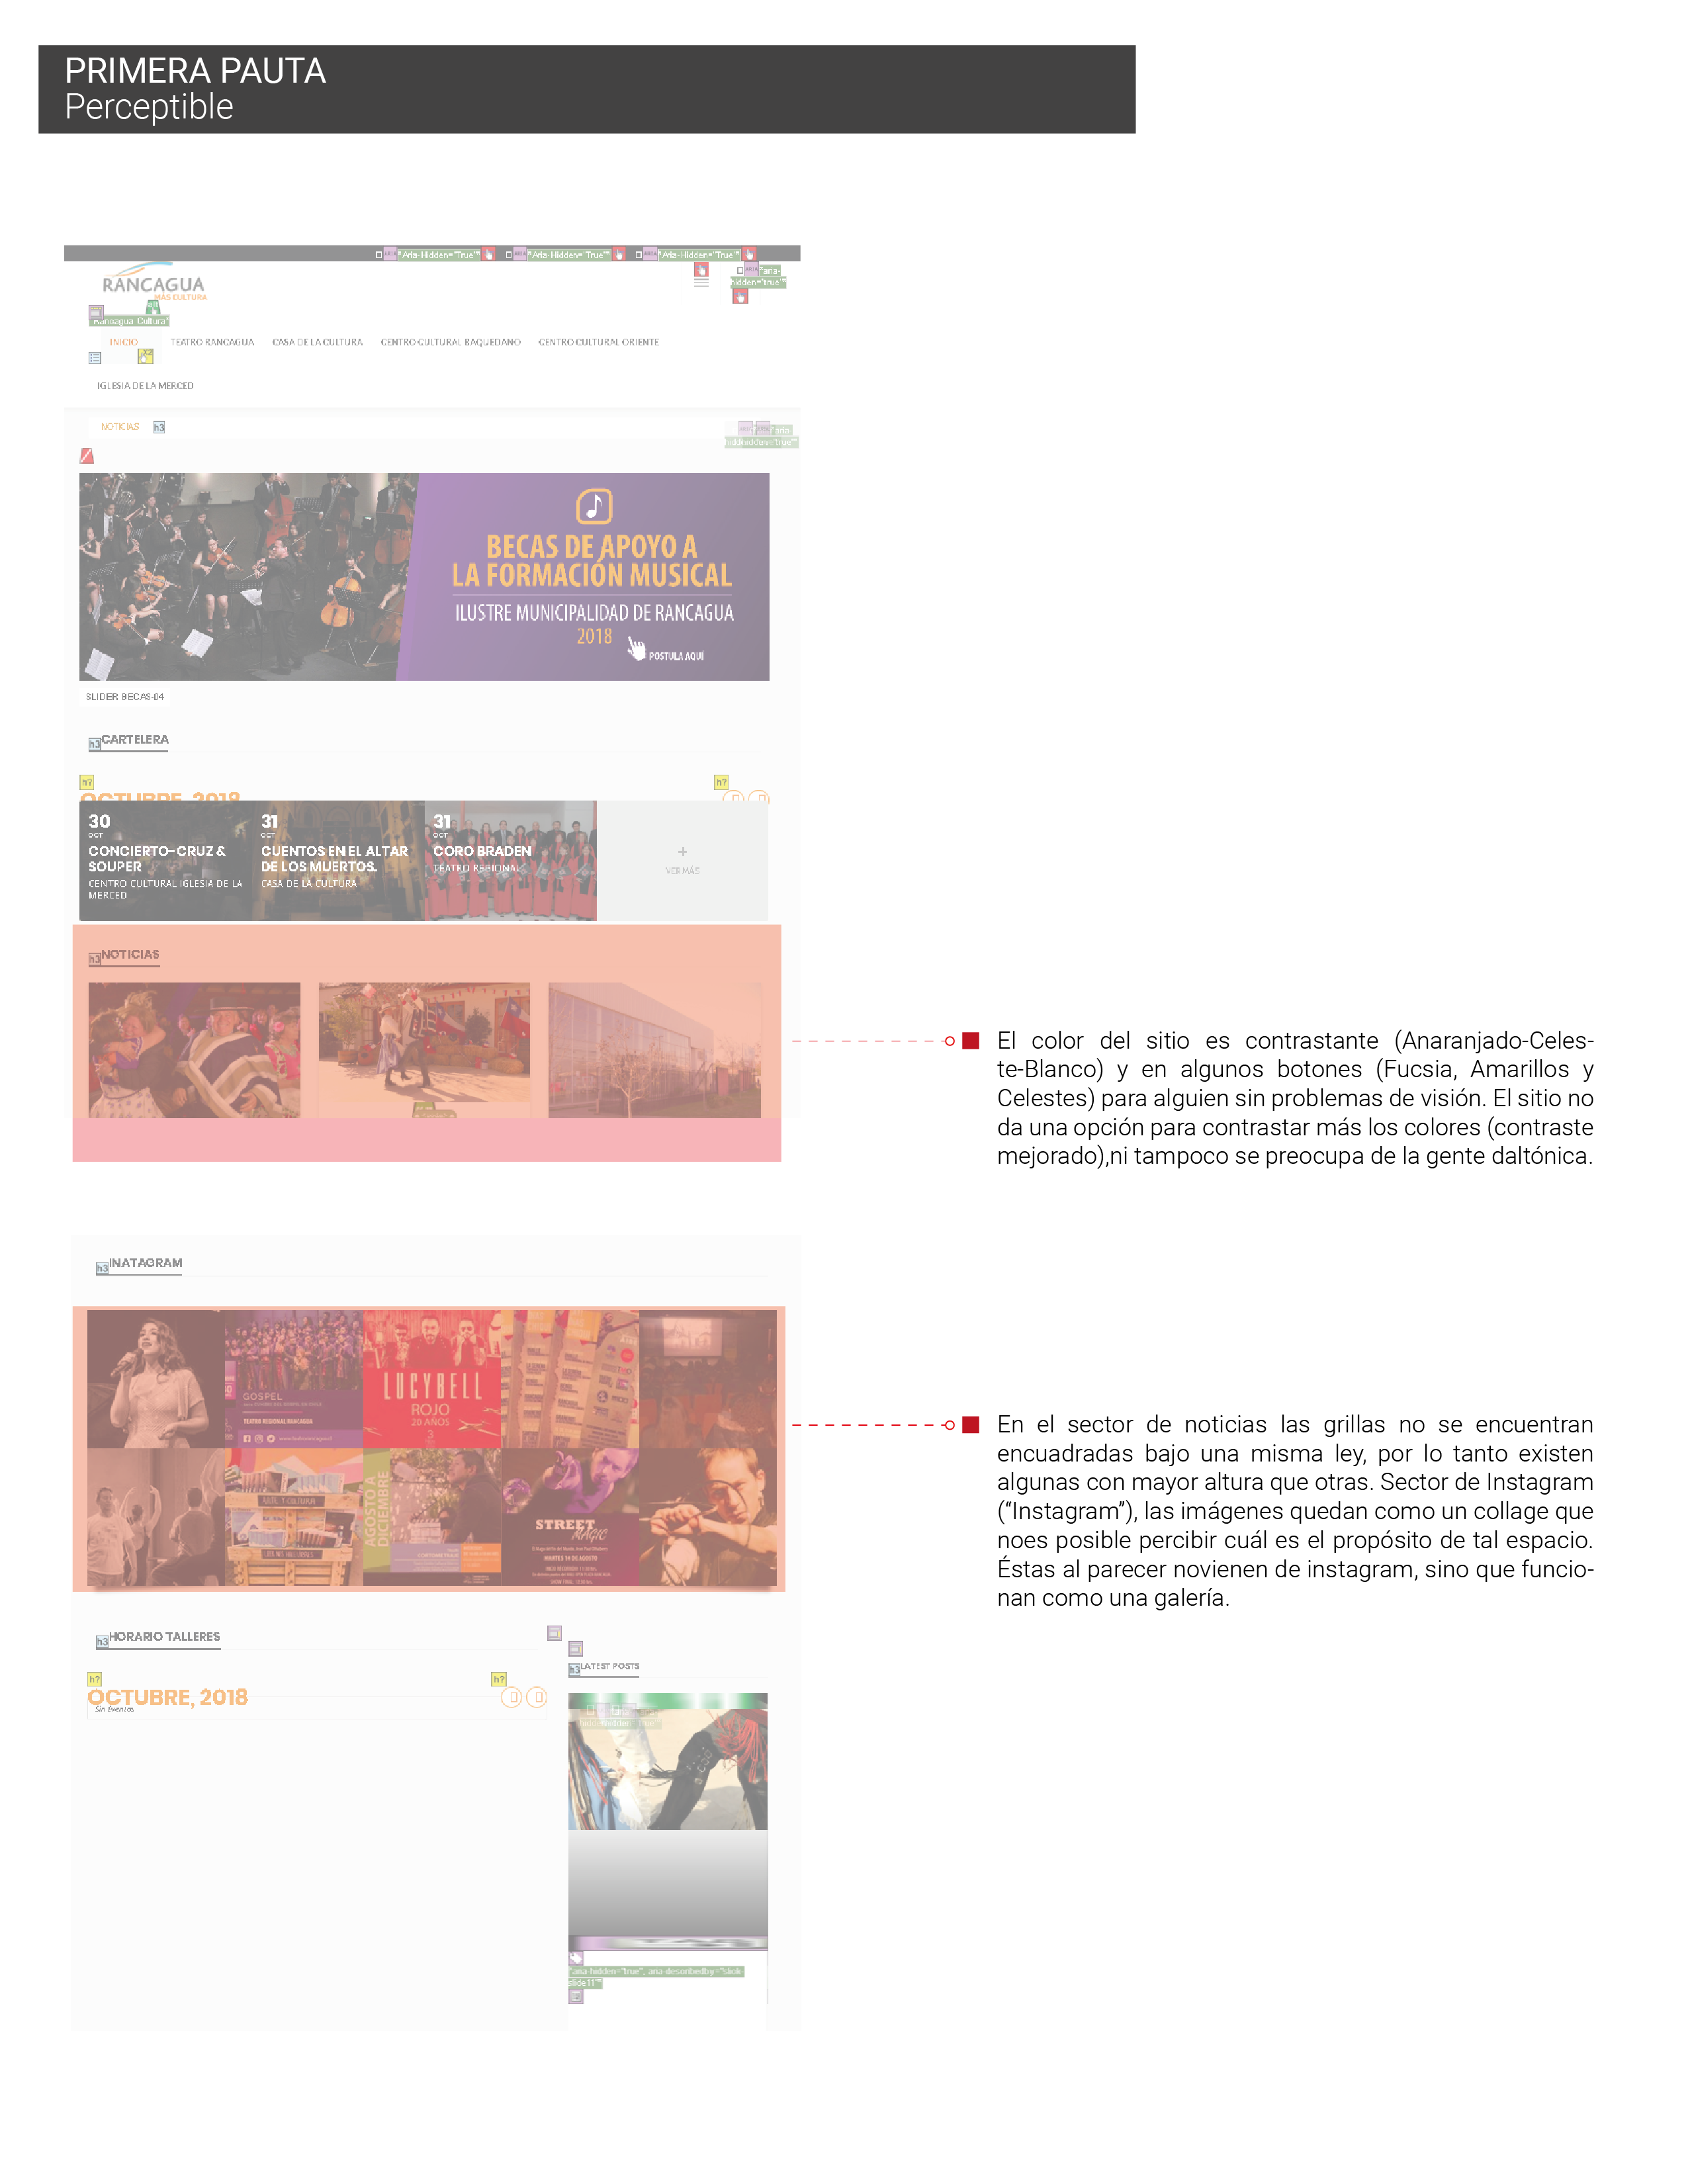 PRIMERA PAUTA
Perceptible
"Aria-Hidden="True""
"Aria-Hidden="True""
"Aria-Hidden="True""
RANCAGUA
MÁS CULTURA
"aria-
hidden="true""
Rancagua Cultura"
INICIO
TEATRO RANCAGUA
CASA DE LA CULTURA
CENTRO CULTURAL BAQUEDANO
CENTRO CULTURAL ORIENTE
IGLESIA DE LA MERCED
NOTICIAS
h3
BECAS DE APOYO A
LA FORMACIÓN MUSICAL
ILUSTRE MUNICIPALIDAD DE RANCAGUA
2018
POSTULA AQUÍ
SLIDER BECAS-04
h3 CARTELERA
h?
h?
OCTUBRE, 2018
30
OCT
CONCIERTO– CRUZ &
SOUPER
CENTRO CULTURAL IGLESIA DE LA
MERCED
31
OCT
CUENTOS EN EL ALTAR
DE LOS MUERTOS.
CASA DE LA CULTURA
31
OCT
CORO BRADEN
TEATRO REGIONAL
+
VER MÁS
h3 NOTICIAS
El color del sitio es contrastante (Anaranjado-Celes-
te-Blanco) y en algunos botones (Fucsia, Amarillos y
Celestes) para alguien sin problemas de visión. El sitio no
da una opción para contrastar más los colores (contraste
mejorado),ni tampoco se preocupa de la gente daltónica.
h3 INATAGRAM
GOSPEL
TEATRO REGIONAL RANCAGUA
LUCYBELL
ROJO
20 AÑOS
3
AGOSTO A
DICIEMBRE
STREET
MAGIC
MARTES 14 DE AGOSTO
En el sector de noticias las grillas no se encuentran
encuadradas bajo una misma ley, por lo tanto existen
algunas con mayor altura que otras. Sector de Instagram
("Instagram"), las imágenes quedan como un collage que
noes posible percibir cuál es el propósito de tal espacio.
Éstas al parecer novienen de instagram, sino que funcio-
nan como una galería.
h3 HORARIO TALLERES
h?
h?
OCTUBRE, 2018
Sin Eventos
h3 LATEST POSTS
"aria-hidden="true", aria-describedby="slick-
slide11""